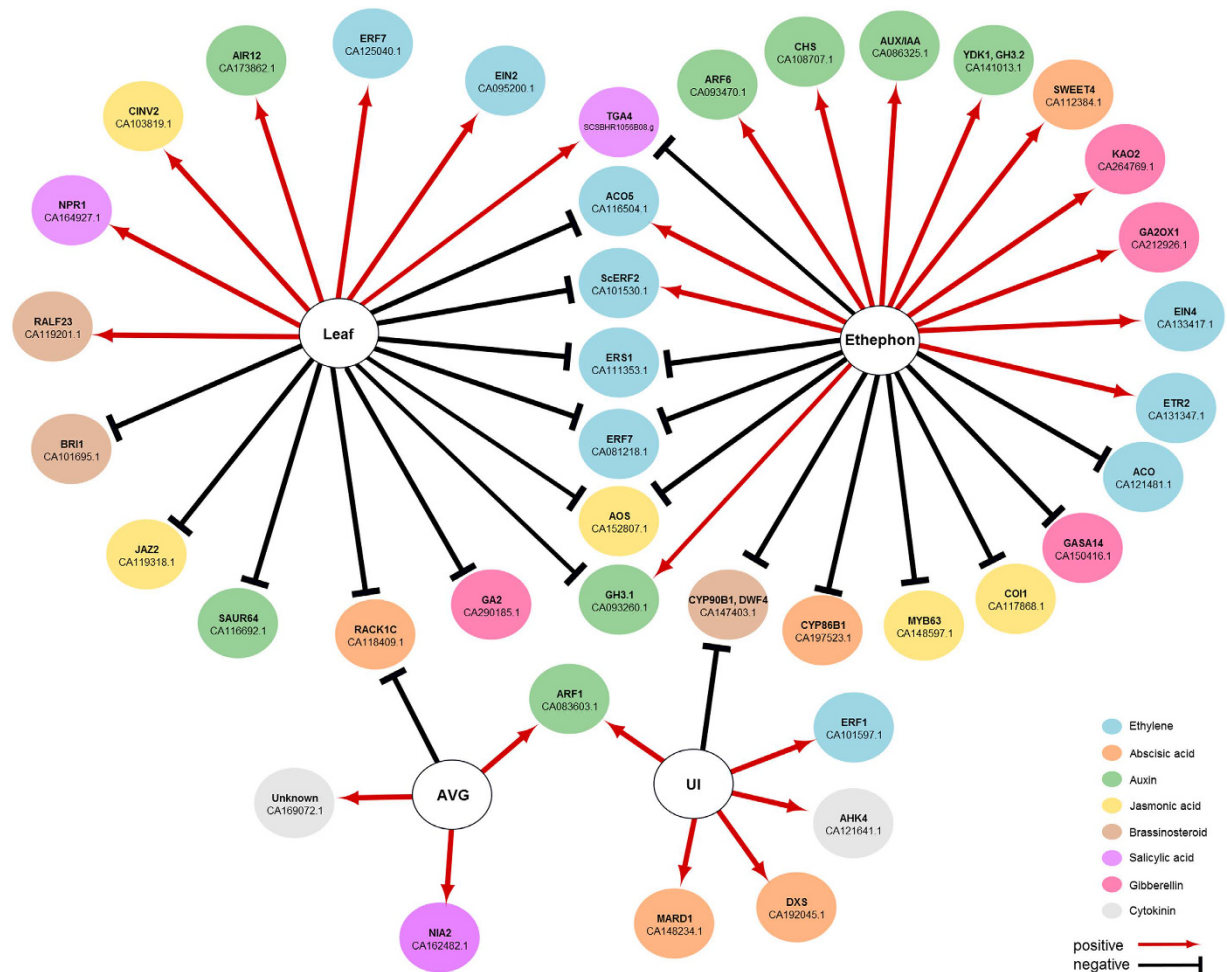 ERF7
CA125040.1
AIR12
CA173862.1
EIN2
CA095200.1
CINV2
CA103819.1
NPR1
CA164927.1
TGA4
SCSBHR1056B08.g
ARF6
CA093470.1
CHS
CA108707.1
AUX/IAA
CA086325.1
YDK1, GH3.2
CA141013.1
SWEET4
CA112384.1
KAO2
CA264769.1
GA2OX1
CA212926.1
EIN4
CA133417.1
ETR2
CA131347.1
ACO
CA121481.1
GASA14
CA150416.1
COI1
CA117868.1
MYB63
CA148597.1
CYP86B1
CA197523.1
CYP90B1, DWF4
CA147403.1
ACO5
CA116504.1
ScERF2
CA101530.1
ERS1
CA111353.1
ERF7
CA081218.1
AOS
CA152807.1
GH3.1
CA093260.1
Leaf
Ethephon
RALF23
CA119201.1
BRI1
CA101695.1
JAZ2
CA119318.1
SAUR64
CA116692.1
RACK1C
CA118409.1
GA2
CA290185.1
ARF1
CA083603.1
AVG
UI
Unknown
CA169072.1
NIA2
CA162482.1
ERF1
CA101597.1
AHK4
CA121641.1
DXS
CA192045.1
MARD1
CA148234.1
Ethylene
Abscisic acid
Auxin
Jasmonic acid
Brassinosteroid
Salicylic acid
Gibberellin
Cytokinin
positive
negative